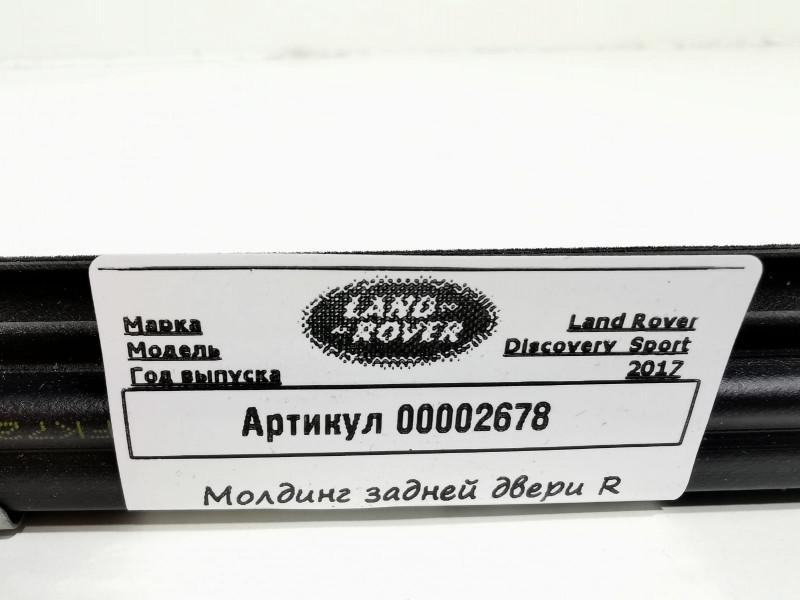 LAND-
-ROVER
Марка Land Rover
Модель Discovery Sport
Год выпуска 2017
Артикул 00002678
Молдинг задней двери R